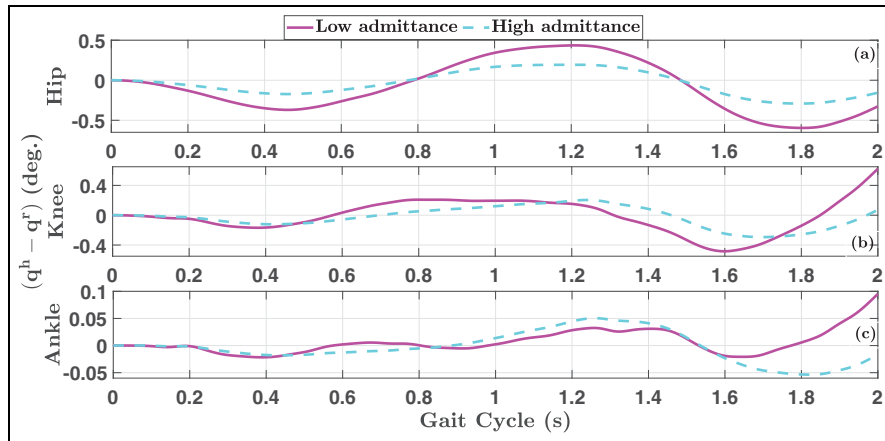 Low admittance High admittance
0.5
0
-0.5
(a)
Hip
0 0.2 0.4 0.6 0.8 1 1.2 1.4 1.6 1.8 2
(q^h − q^r) (deg.)
0.4
0
-0.4
(b)
Knee
0 0.2 0.4 0.6 0.8 1 1.2 1.4 1.6 1.8 2
0.1
0.05
0
-0.05
(c)
Ankle
0 0.2 0.4 0.6 0.8 1 1.2 1.4 1.6 1.8 2
Gait Cycle (s)